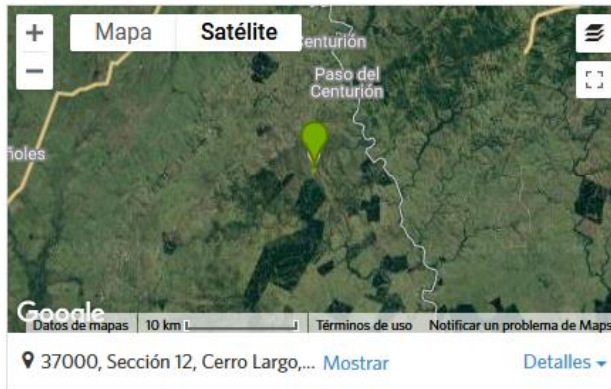 +
Mapa Satélite
Centurión
Paso del
Centurión
ñoles
−
Google
Datos de mapas 10 km Términos de uso Notificar un problema de Maps
37000, Sección 12, Cerro Largo,... Mostrar Detalles